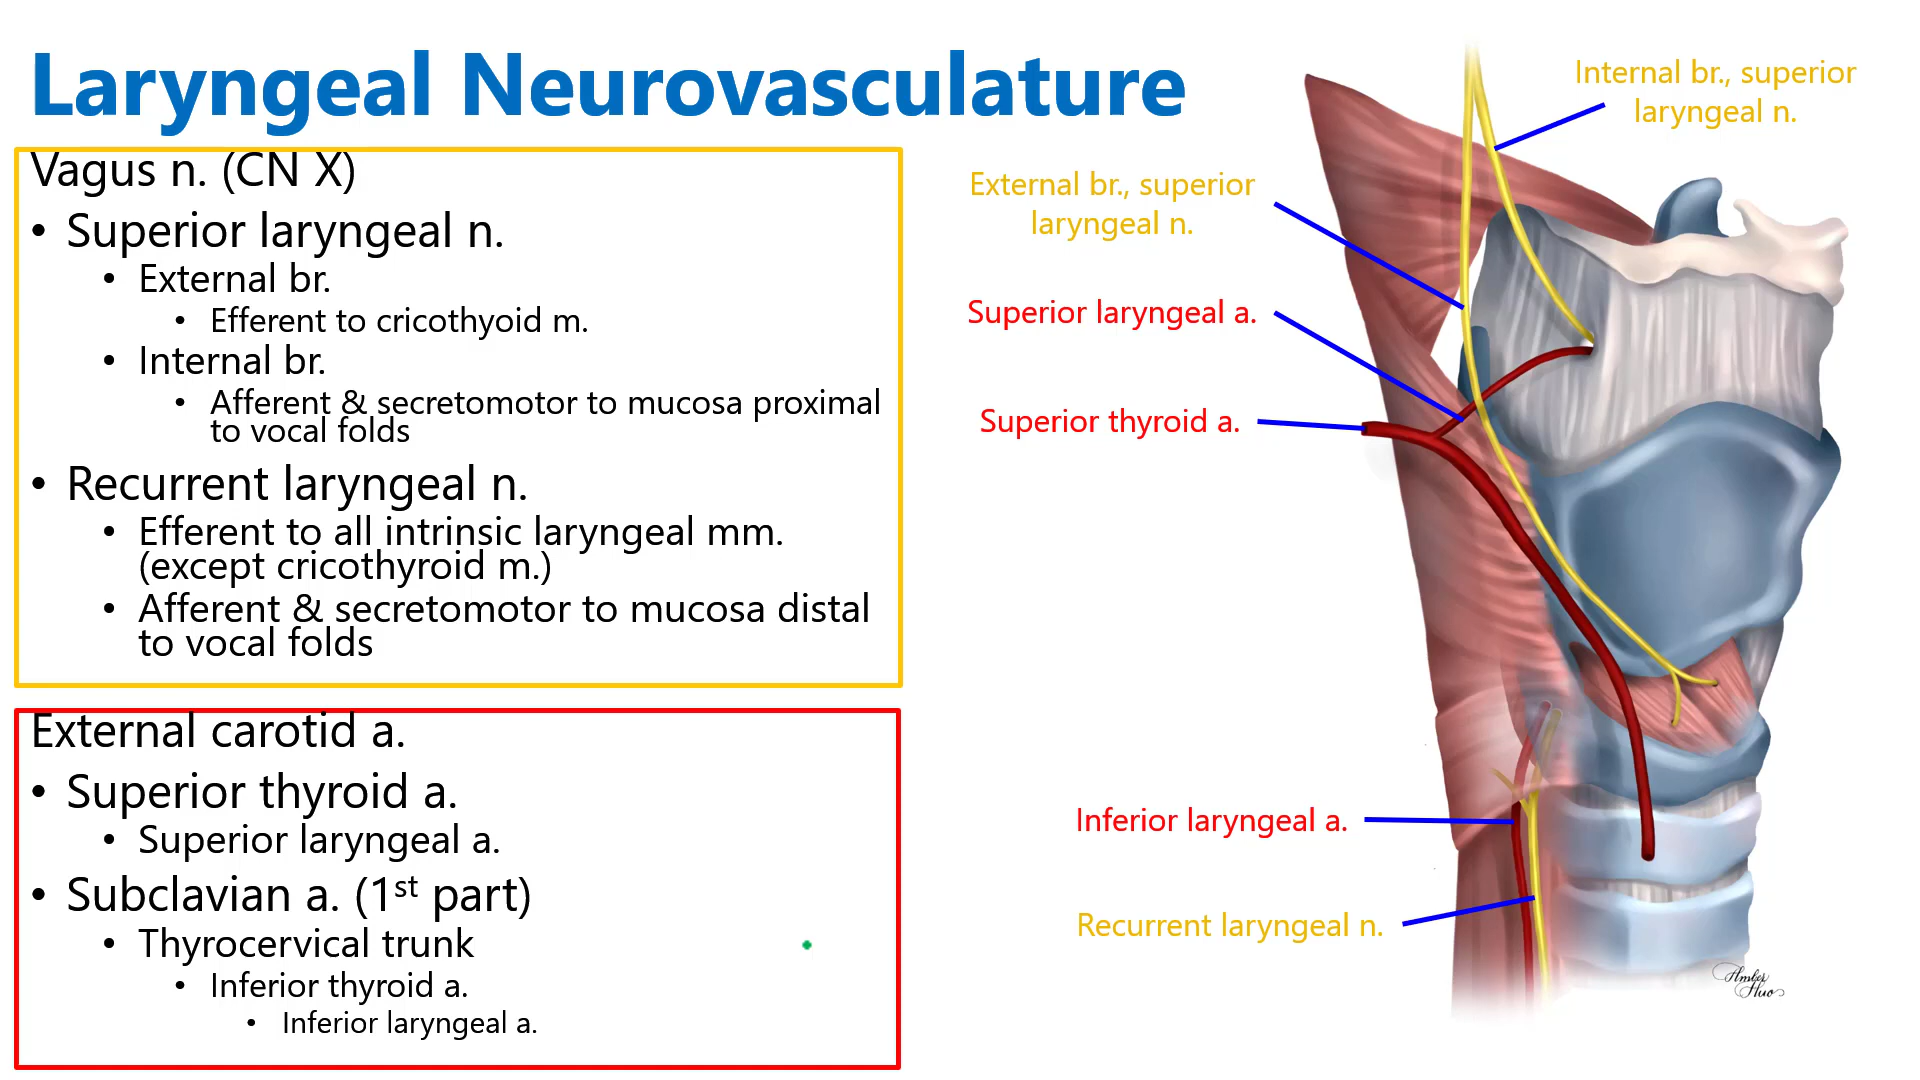 Laryngeal Neurovasculature
Vagus n. (CN X)
• Superior laryngeal n.
• External br.
• Efferent to cricothyoid m.
• Internal br.
• Afferent & secretomotor to mucosa proximal
to vocal folds
• Recurrent laryngeal n.
• Efferent to all intrinsic laryngeal mm.
(except cricothyroid m.)
• Afferent & secretomotor to mucosa distal
to vocal folds
External carotid a.
• Superior thyroid a.
• Superior laryngeal a.
• Subclavian a. (1st part)
• Thyrocervical trunk
• Inferior thyroid a.
• Inferior laryngeal a.
Internal br., superior
laryngeal n.
External br., superior
laryngeal n.
Superior laryngeal a.
Superior thyroid a.
Inferior laryngeal a.
Recurrent laryngeal n.
Amber
Huo